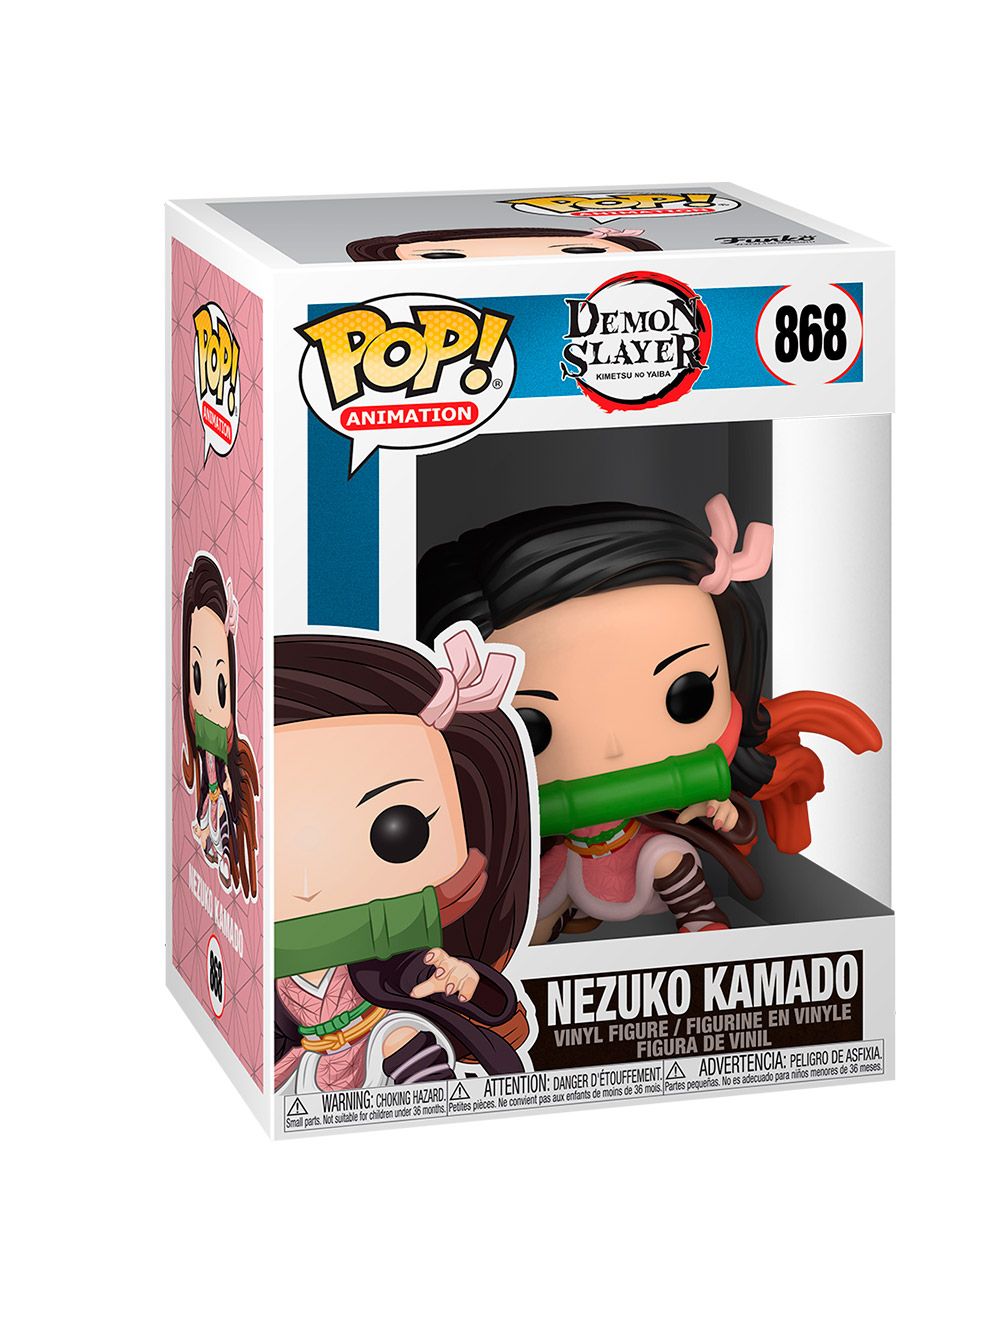 POP!®
ANIMATION
Funko
POP!®
ANIMATION
DEMON
SLAYER
KIMETSU NO YAIBA
868
POP!
ANIMATION
NEZUKO KAMADO
868
NEZUKO KAMADO
VINYL FIGURE / FIGURINE EN VINYLE
FIGURA DE VINIL
WARNING: CHOKING HAZARD.
Small parts. Not suitable for children under 36 months.
ATTENTION: DANGER D'ÉTOUFFEMENT.
Petites pièces. Ne convient pas aux enfants de moins de 36 mois.
ADVERTENCIA: PELIGRO DE ASFIXIA.
Partes pequeñas. No es adecuado para niños menores de 36 meses.